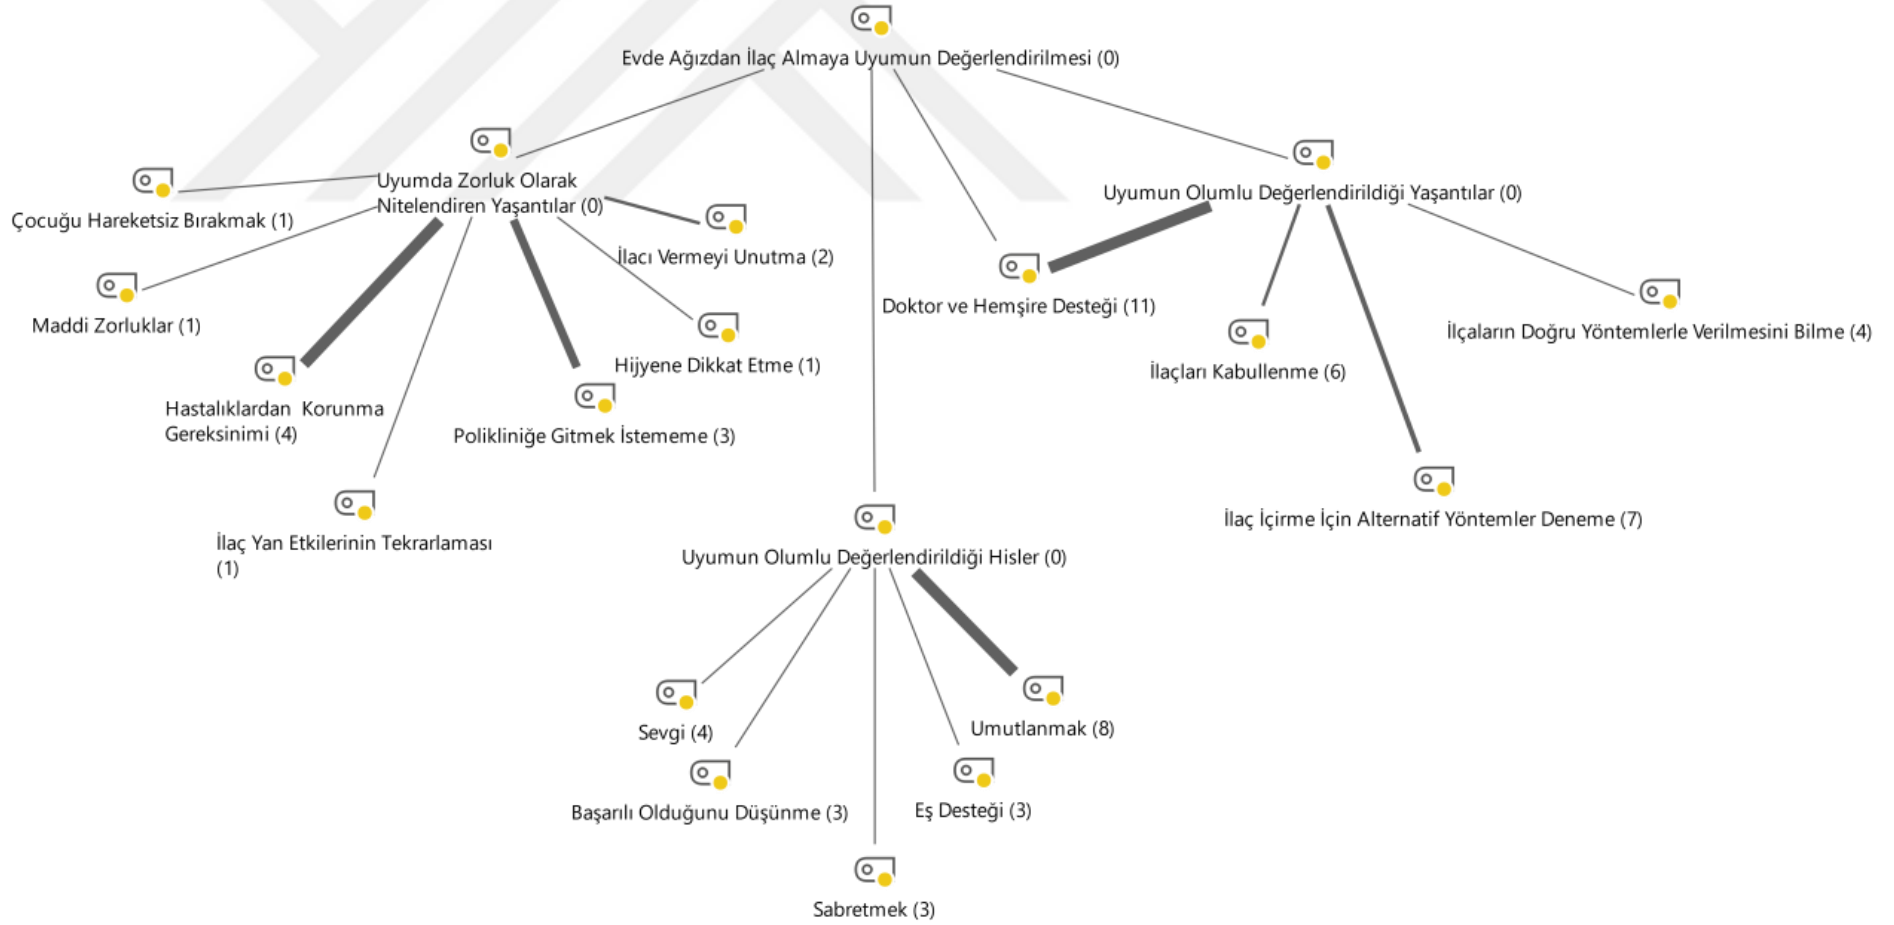 Evde Ağızdan İlaç Almaya Uyumun Değerlendirilmesi (0)
Uyumda Zorluk Olarak
Nitelendiren Yaşantılar (0)
Çocuğu Hareketsiz Bırakmak (1)
Maddi Zorluklar (1)
Hastalıklardan Korunma
Gereksinimi (4)
İlaç Yan Etkilerinin Tekrarlaması
(1)
Polikliniğe Gitmek İstememe (3)
Hijyene Dikkat Etme (1)
İlacı Vermeyi Unutma (2)
Uyumun Olumlu Değerlendirildiği Yaşantılar (0)
Doktor ve Hemşire Desteği (11)
İlaçları Kabullenme (6)
İlaç İçirme İçin Alternatif Yöntemler Deneme (7)
İlçaların Doğru Yöntemlerle Verilmesini Bilme (4)
Uyumun Olumlu Değerlendirildiği Hisler (0)
Sevgi (4)
Başarılı Olduğunu Düşünme (3)
Sabretmek (3)
Eş Desteği (3)
Umutlanmak (8)